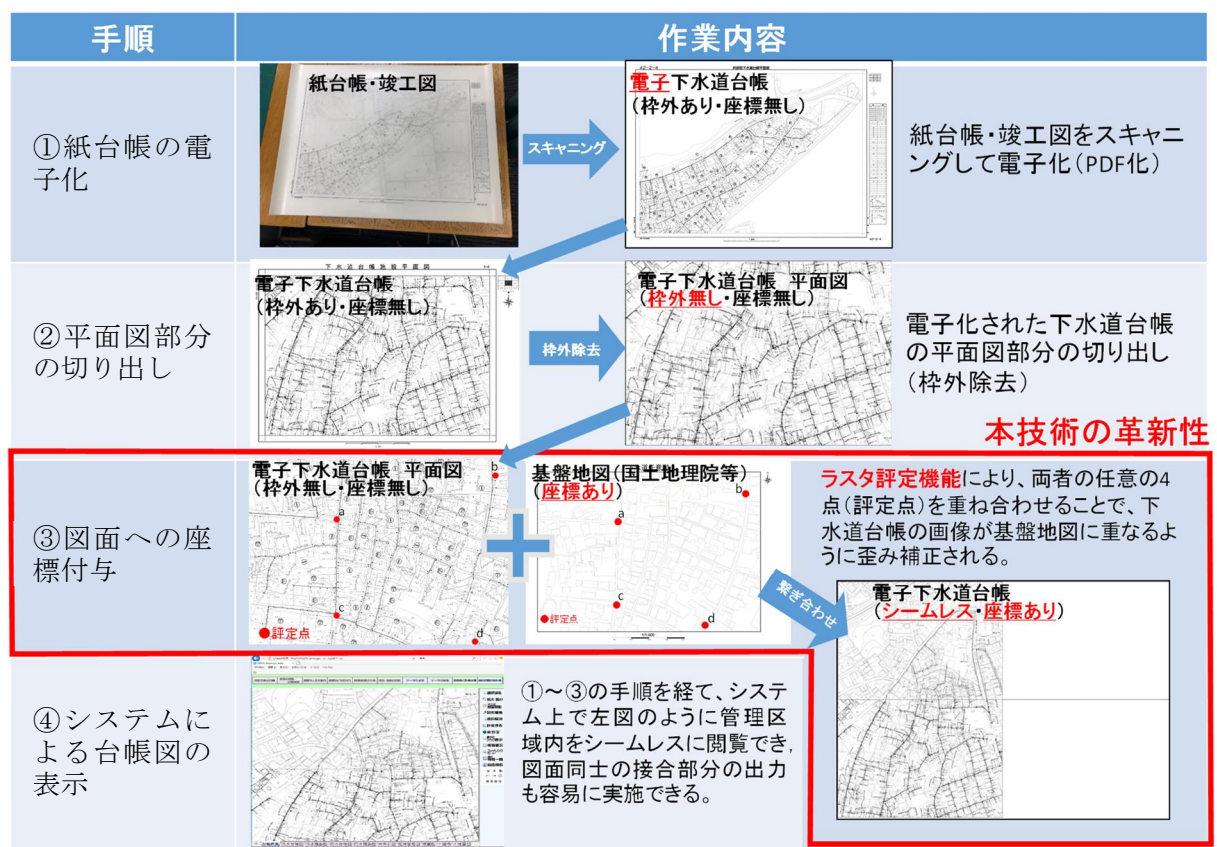 手順
作業内容
①紙台帳の電
子化
紙台帳・竣工図
スキャニング
電子下水道台帳
(枠外あり・座標無し)
紙台帳・竣工図をスキャニ
ングして電子化(PDF化)
②平面図部分
の切り出し
下水道台帳施設平面図
電子下水道台帳
(枠外あり・座標無し)
枠外除去
電子下水道台帳 平面図
(枠外無し・座標無し)
電子化された下水道台帳
の平面図部分の切り出し
(枠外除去)
本技術の革新性
③図面への座
標付与
電子下水道台帳 平面図
(枠外無し・座標無し)
b
a
c
d
●評定点
基盤地図(国土地理院等)
(座標あり)
b
a
c
d
●評定点
繋ぎ合わせ
ラスタ評定機能により、両者の任意の4
点(評定点)を重ね合わせることで、下
水道台帳の画像が基盤地図に重なるよ
うに歪み補正される。
電子下水道台帳
(シームレス・座標あり)
④システムに
よる台帳図の
表示
①～③の手順を経て、システ
ム上で左図のように管理区
域内をシームレスに閲覧でき,
図面同士の接合部分の出力
も容易に実施できる。